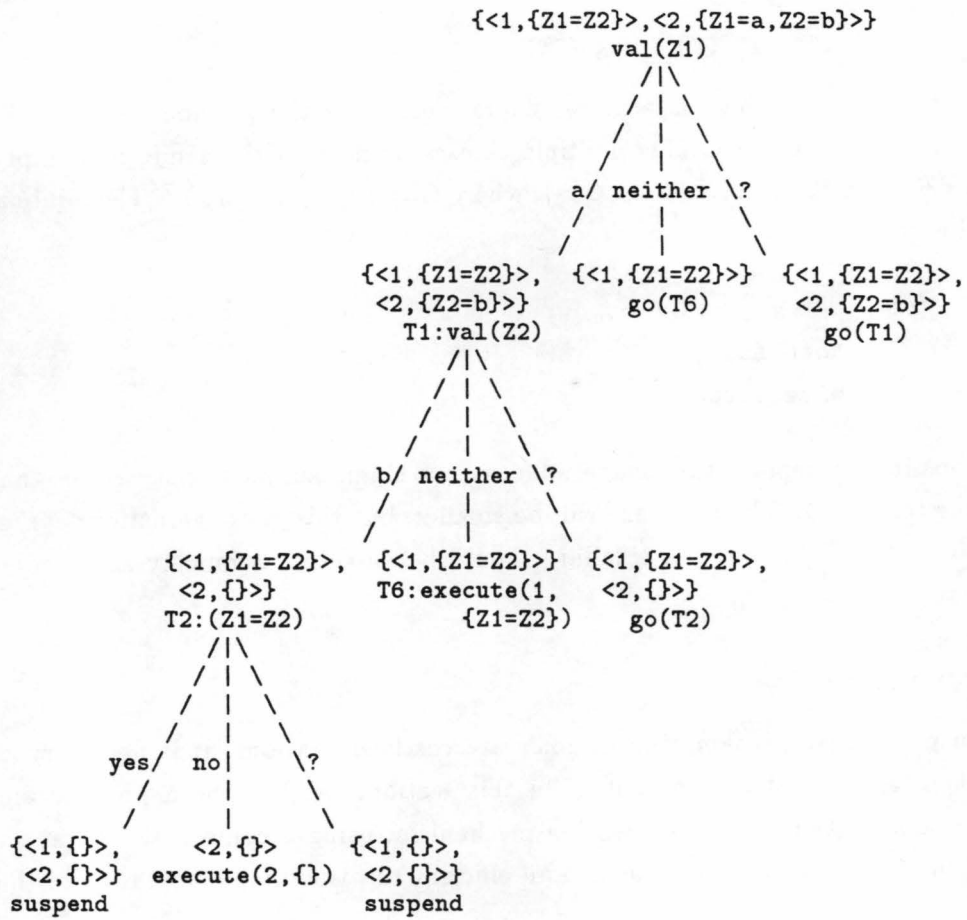 {<1,{Z1=Z2}>,<2,{Z1=a,Z2=b}>}
val(Z1)
a neither ?
{<1,{Z1=Z2}>, {<1,{Z1=Z2}>} {<1,{Z1=Z2}>,
<2,{Z2=b}>} go(T6) <2,{Z2=b}>}
T1:val(Z2) go(T1)
b neither ?
{<1,{Z1=Z2}>, {<1,{Z1=Z2}>} {<1,{Z1=Z2}>,
<2,{}>} T6:execute(1, <2,{}>}
T2:(Z1=Z2) {Z1=Z2}) go(T2)
yes no ?
{<1,{}>, <2,{}> {<1,{}>,
<2,{}>} execute(2,{}) <2,{}>}
suspend suspend